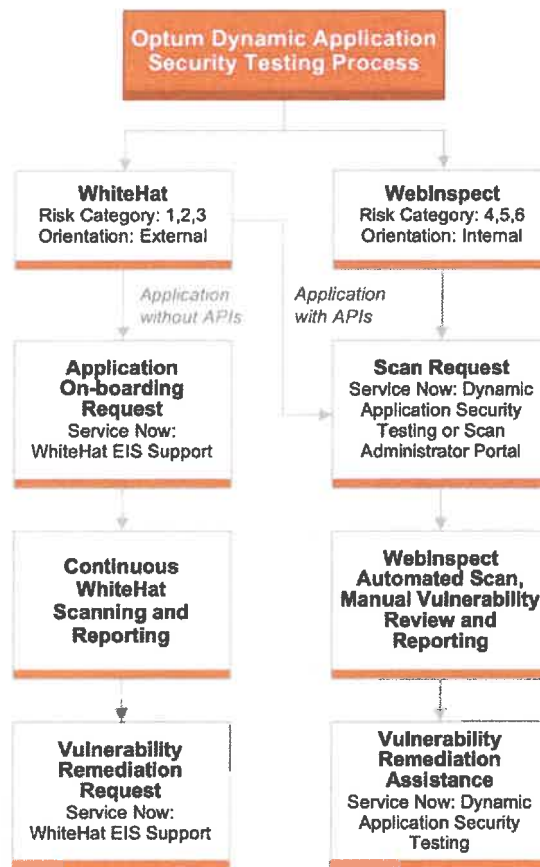 Optum Dynamic Application
Security Testing Process
WhiteHat
Risk Category: 1,2,3
Orientation: External
WebInspect
Risk Category: 4,5,6
Orientation: Internal
Application
without APIs
Application
with APIs
Application
On-boarding
Request
Service Now:
WhiteHat EIS Support
Scan Request
Service Now: Dynamic
Application Security
Testing or Scan
Administrator Portal
Continuous
WhiteHat
Scanning and
Reporting
WebInspect
Automated Scan,
Manual Vulnerability
Review and
Reporting
Vulnerability
Remediation
Request
Service Now:
WhiteHat EIS Support
Vulnerability
Remediation
Assistance
Service Now: Dynamic
Application Security
Testing